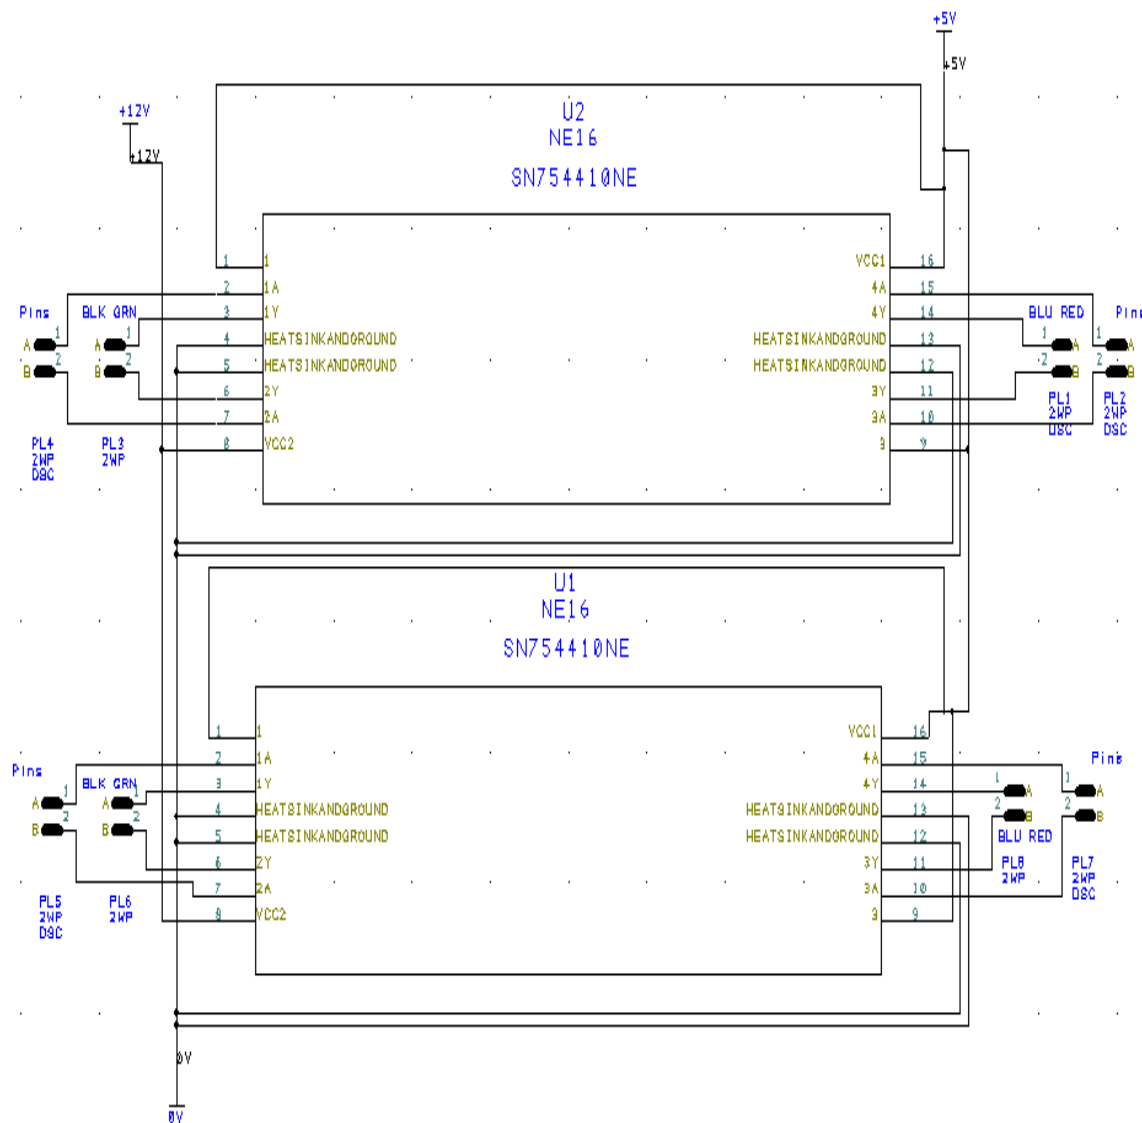 +5V
+5V
+12V
+12V
U2
NE16
SN754410NE
1 1 VCC1 16
2 1A 4A 15
3 1Y 4Y 14
4 HEATSINKANDGROUND HEATSINKANDGROUND 13
5 HEATSINKANDGROUND HEATSINKANDGROUND 12
6 2Y 3Y 11
7 2A 3A 10
8 VCC2 9 9
Pins BLK GRN BLU RED Pins
A 1 A 1 1 A 1 A
B 2 B 2 2 B 2 B
PL4
2WP
DSC
PL3
2WP
PL1
2WP
DSC
PL2
2WP
DSC
U1
NE16
SN754410NE
1 1 VCC1 16
2 1A 4A 15
3 1Y 4Y 14
4 HEATSINKANDGROUND HEATSINKANDGROUND 13
5 HEATSINKANDGROUND HEATSINKANDGROUND 12
6 2Y 3Y 11
7 2A 3A 10
8 VCC2 9 9
Pins BLK GRN Pins
A 1 A 1 1 A 1 A
B 2 B 2 2 B 2 B
BLU RED
PL5
2WP
DSC
PL6
2WP
PL8
2WP
PL7
2WP
DSC
0V
0V